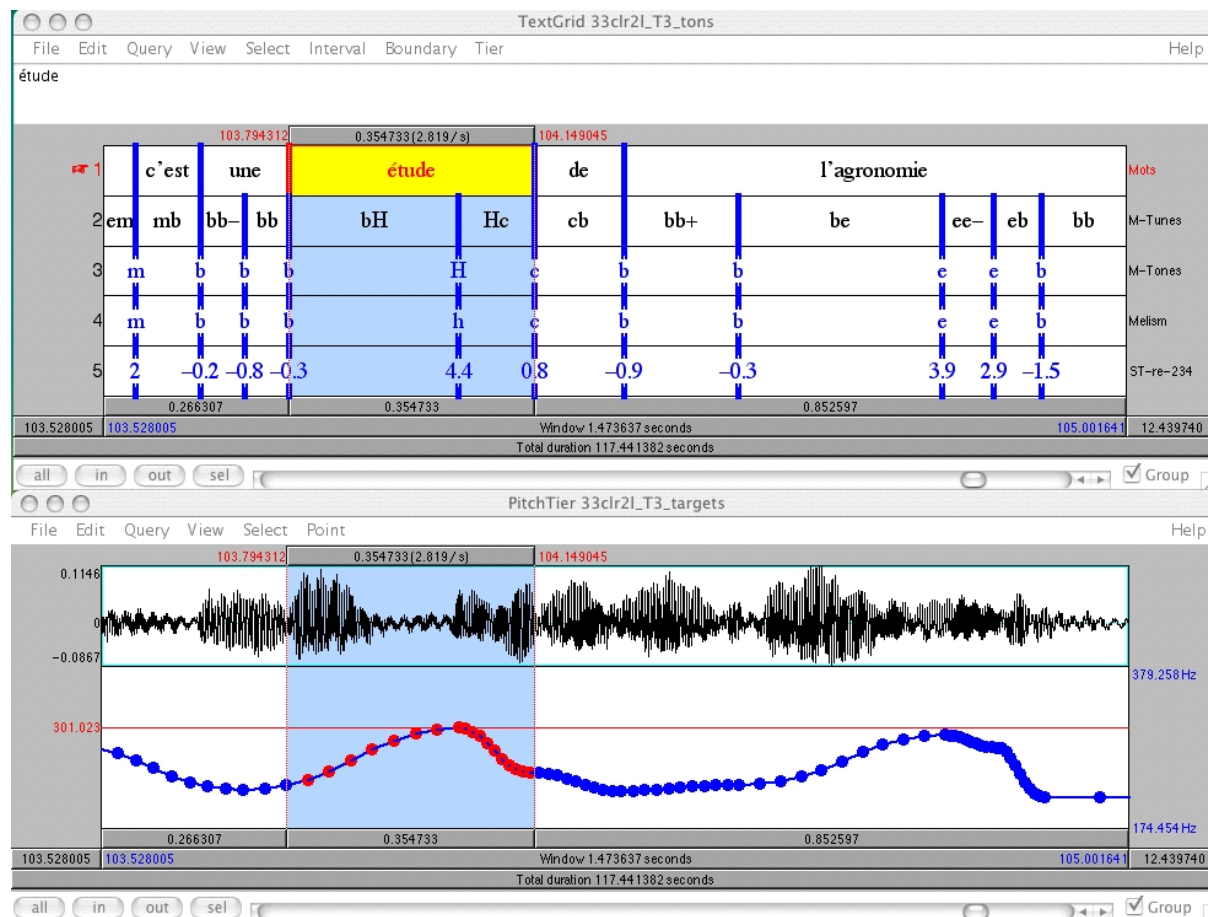 TextGrid 33clr2l_T3_tons
File Edit Query View Select Interval Boundary Tier Help
étude
103.794312 0.354733(2.819/s) 104.149045
1 c'est une étude de l'agronomie Mots
2 em mb bb− bb bH Hc cb bb+ be ee− eb bb M-Tunes
3 m b b b H c b b e e b M-Tones
4 m b b b h c b b e e b Melism
5 2 −0.2 −0.8 −0.3 4.4 0.8 −0.9 −0.3 3.9 2.9 −1.5 ST-re-234
0.266307 0.354733 0.852597
103.528005 103.528005 Window 1.473637 seconds 105.001641 12.439740
Total duration 117.441382 seconds
all in out sel Group
PitchTier 33clr2l_T3_targets
File Edit Query View Select Point Help
103.794312 0.354733(2.819/s) 104.149045
0.1146
0
−0.0867
379.258 Hz
301.023
174.454 Hz
0.266307 0.354733 0.852597
103.528005 103.528005 Window 1.473637 seconds 105.001641 12.439740
Total duration 117.441382 seconds
all in out sel Group